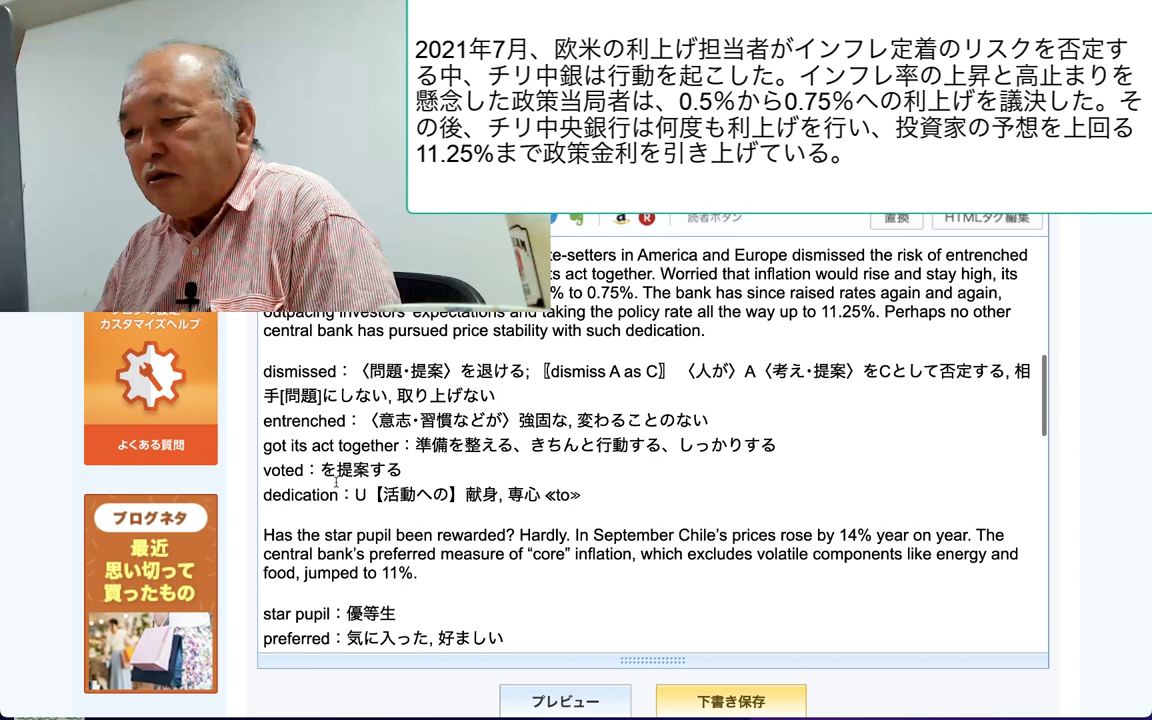 2021年7月、欧米の利上げ担当者がインフレ定着のリスクを否定す
る中、チリ中銀は行動を起こした。インフレ率の上昇と高止まりを
懸念した政策当局者は、0.5%から0.75%への利上げを議決した。そ
の後、チリ中央銀行は何度も利上げを行い、投資家の予想を上回る
11.25%まで政策金利を引き上げている。
読者ボタン
置換
HTMLタグ編集
te-setters in America and Europe dismissed the risk of entrenched
ts act together. Worried that inflation would rise and stay high, its
% to 0.75%. The bank has since raised rates again and again,
outpacing investors' expectations and taking the policy rate all the way up to 11.25%. Perhaps no other
central bank has pursued price stability with such dedication.
dismissed：〈問題･提案〉を退ける; 〖dismiss A as C〗 〈人が〉A〈考え･提案〉をCとして否定する, 相
手[問題]にしない, 取り上げない
entrenched：〈意志･習慣などが〉強固な, 変わることのない
got its act together：準備を整える、きちんと行動する、しっかりする
voted：を提案する
dedication：U【活動への】献身, 専心 ≪to≫
Has the star pupil been rewarded? Hardly. In September Chile’s prices rose by 14% year on year. The
central bank’s preferred measure of “core” inflation, which excludes volatile components like energy and
food, jumped to 11%.
star pupil：優等生
preferred：気に入った, 好ましい
カスタマイズヘルプ
よくある質問
ブログネタ
最近
思い切って
買ったもの
プレビュー
下書き保存